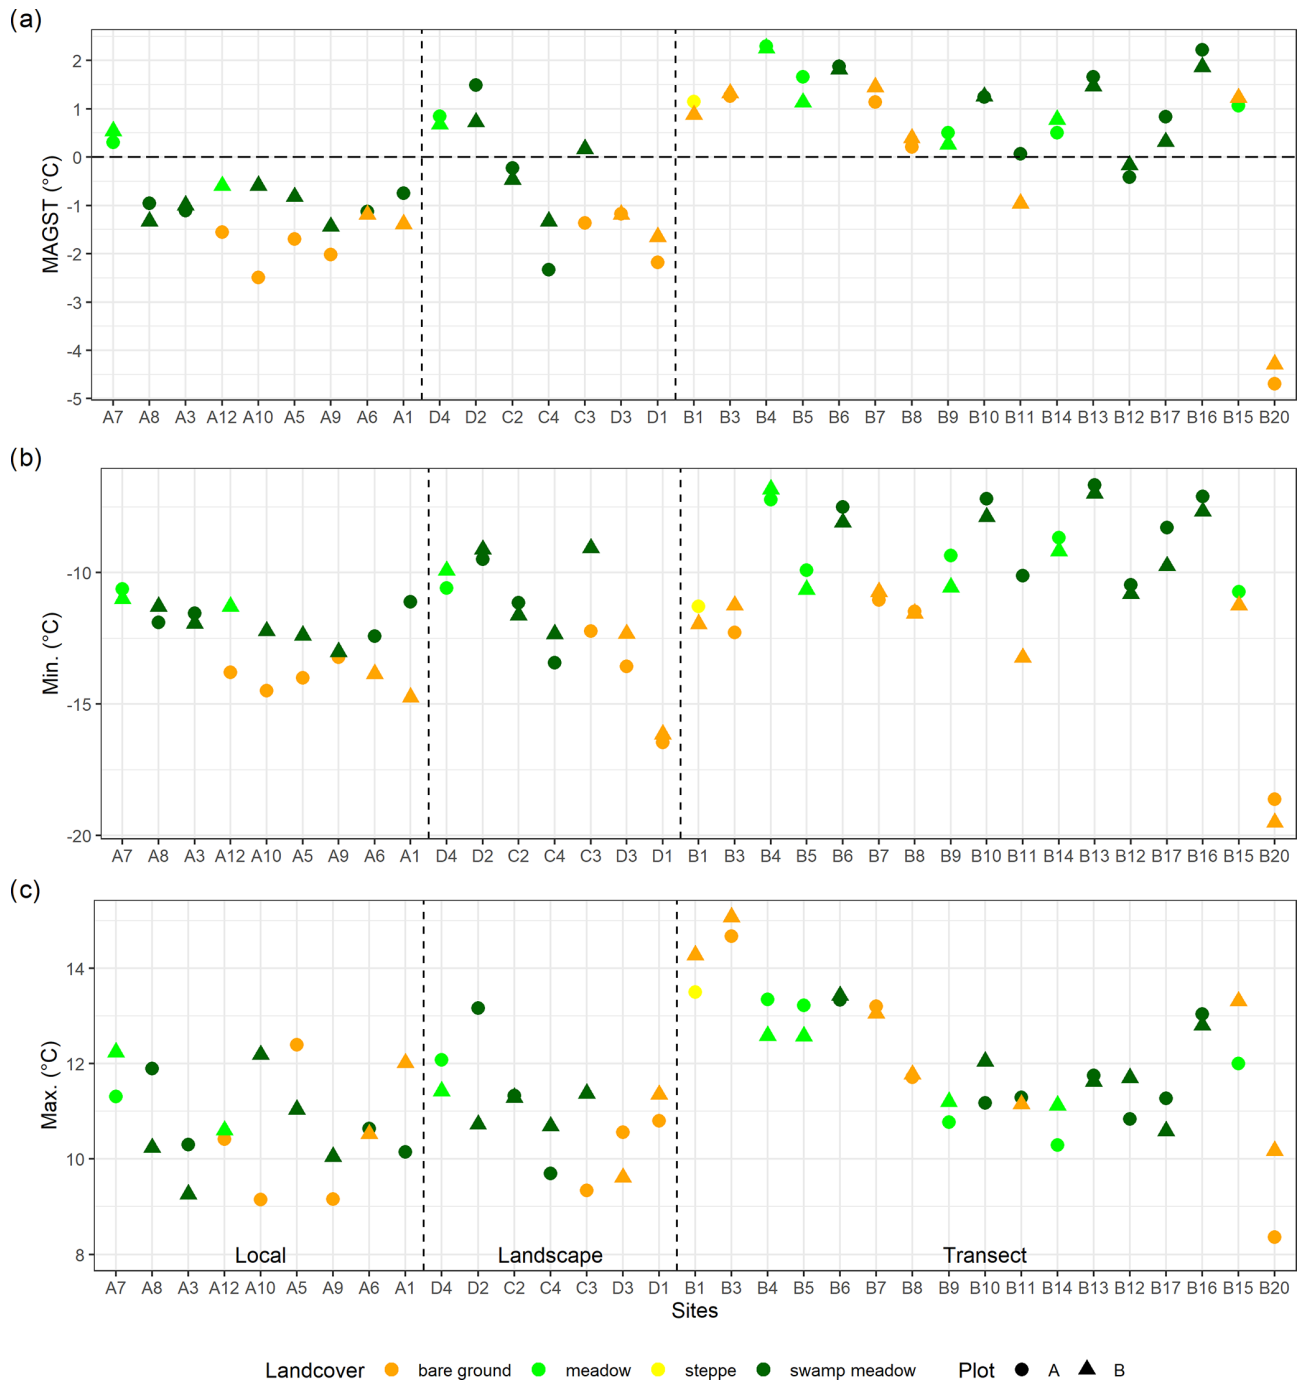 (a)
MAGST (°C)
2
1
0
-1
-2
-3
-4
-5
A7 A8 A3 A12 A10 A5 A9 A6 A1 D4 D2 C2 C4 C3 D3 D1 B1 B3 B4 B5 B6 B7 B8 B9 B10 B11 B14 B13 B12 B17 B16 B15 B20
(b)
Min. (°C)
-10
-15
-20
A7 A8 A3 A12 A10 A5 A9 A6 A1 D4 D2 C2 C4 C3 D3 D1 B1 B3 B4 B5 B6 B7 B8 B9 B10 B11 B14 B13 B12 B17 B16 B15 B20
(c)
Max. (°C)
14
12
10
8
Local Landscape Transect
A7 A8 A3 A12 A10 A5 A9 A6 A1 D4 D2 C2 C4 C3 D3 D1 B1 B3 B4 B5 B6 B7 B8 B9 B10 B11 B14 B13 B12 B17 B16 B15 B20
Sites
Landcover bare ground meadow steppe swamp meadow Plot A B